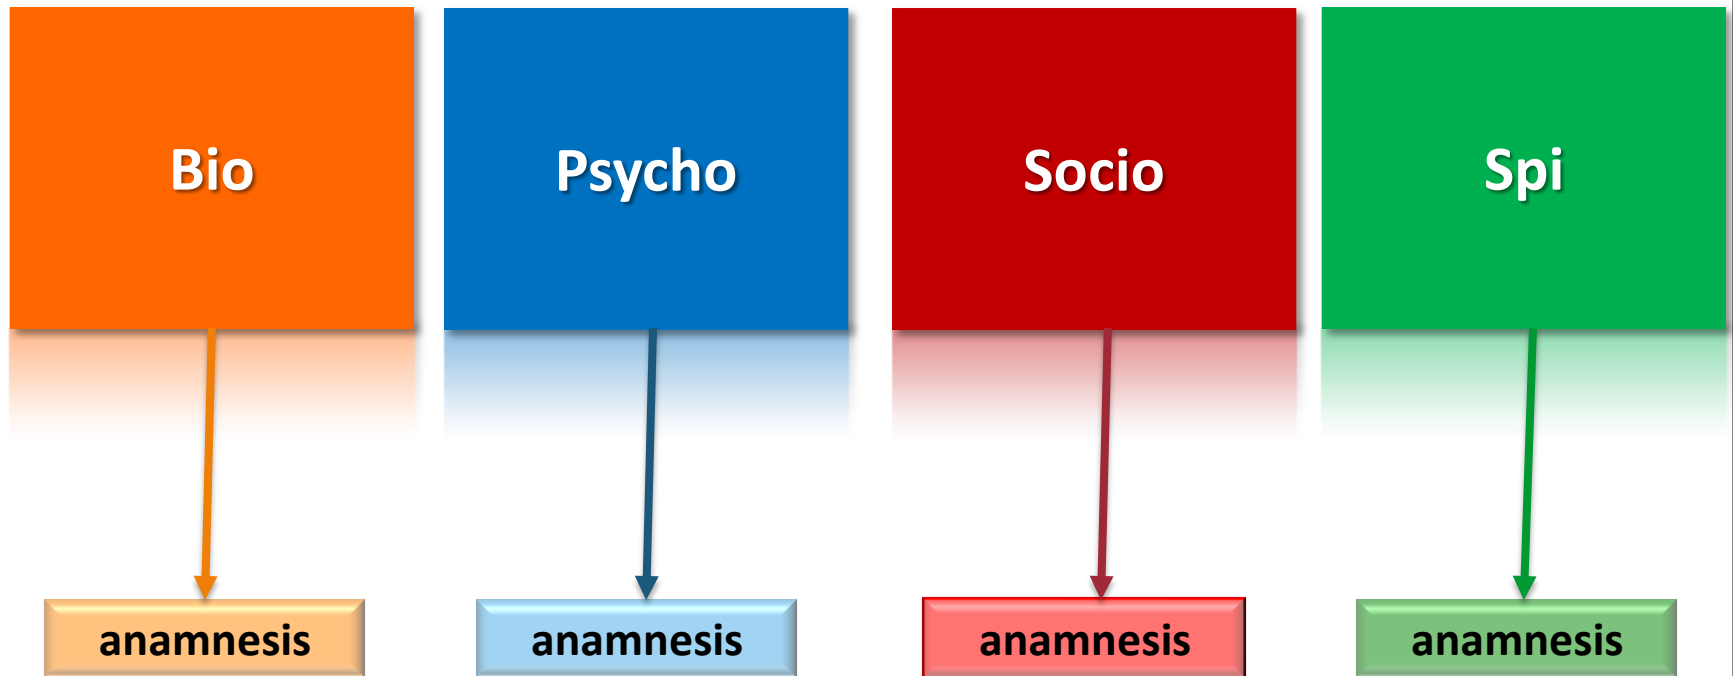 Bio
Psycho
Socio
Spi
anamnesis
anamnesis
anamnesis
anamnesis